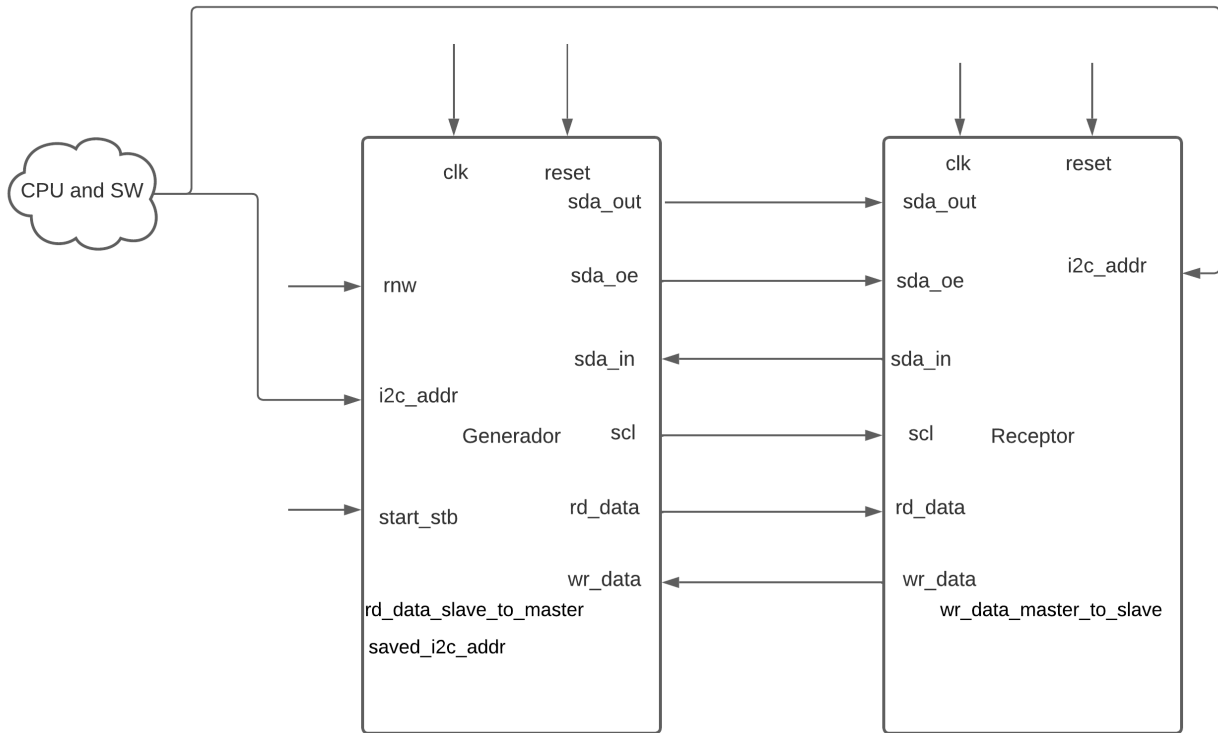 CPU and SW
clk
reset
sda_out
rnw
sda_oe
sda_in
i2c_addr
Generador
scl
start_stb
rd_data
wr_data
rd_data_slave_to_master
saved_i2c_addr
clk
reset
sda_out
i2c_addr
sda_oe
sda_in
scl
Receptor
rd_data
wr_data
wr_data_master_to_slave